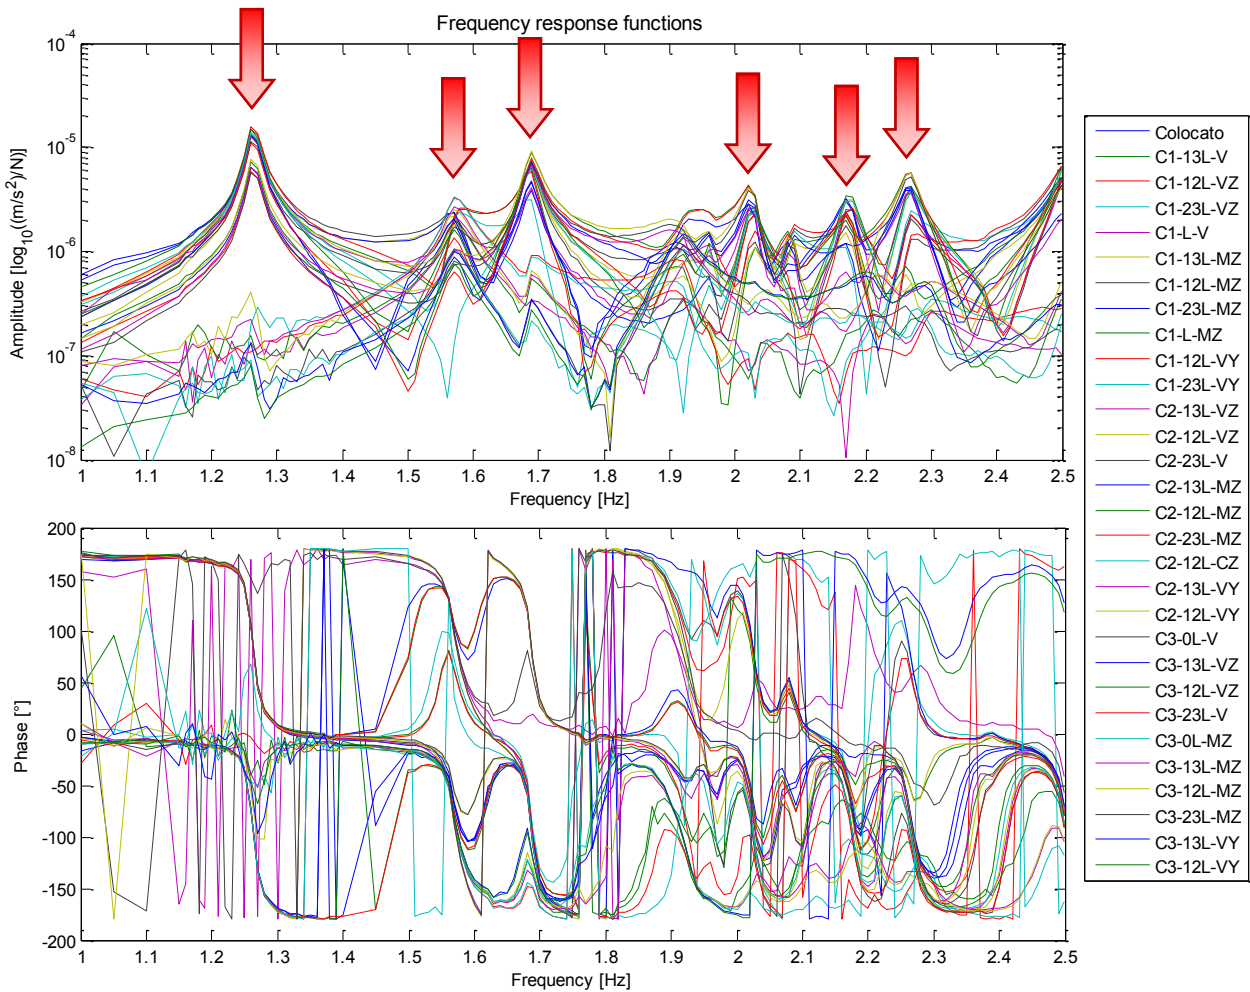 Frequency response functions
10^-4
10^-5
10^-6
10^-7
10^-8
Amplitude [log10((m/s^2)/N)]
1 1.1 1.2 1.3 1.4 1.5 1.6 1.7 1.8 1.9 2 2.1 2.2 2.3 2.4 2.5
Frequency [Hz]
200
150
100
50
0
-50
-100
-150
-200
Phase [°]
1 1.1 1.2 1.3 1.4 1.5 1.6 1.7 1.8 1.9 2 2.1 2.2 2.3 2.4 2.5
Frequency [Hz]
Colocato
C1-13L-V
C1-12L-VZ
C1-23L-VZ
C1-L-V
C1-13L-MZ
C1-12L-MZ
C1-23L-MZ
C1-L-MZ
C1-12L-VY
C1-23L-VY
C2-13L-VZ
C2-12L-VZ
C2-23L-V
C2-13L-MZ
C2-12L-MZ
C2-23L-MZ
C2-12L-CZ
C2-13L-VY
C2-12L-VY
C3-0L-V
C3-13L-VZ
C3-12L-VZ
C3-23L-V
C3-0L-MZ
C3-13L-MZ
C3-12L-MZ
C3-23L-MZ
C3-13L-VY
C3-12L-VY